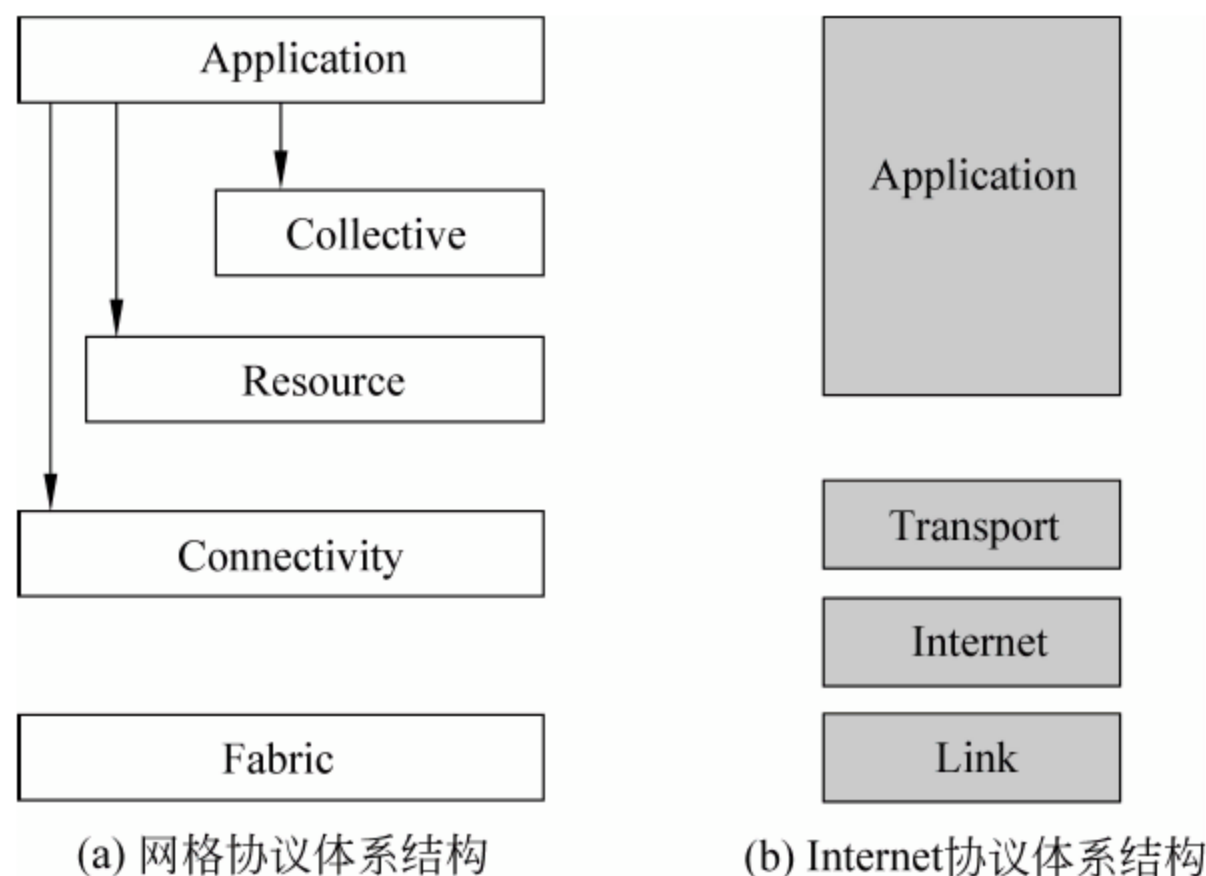 Application
Collective
Resource
Connectivity
Fabric
(a) 网格协议体系结构
Application
Transport
Internet
Link
(b) Internet协议体系结构